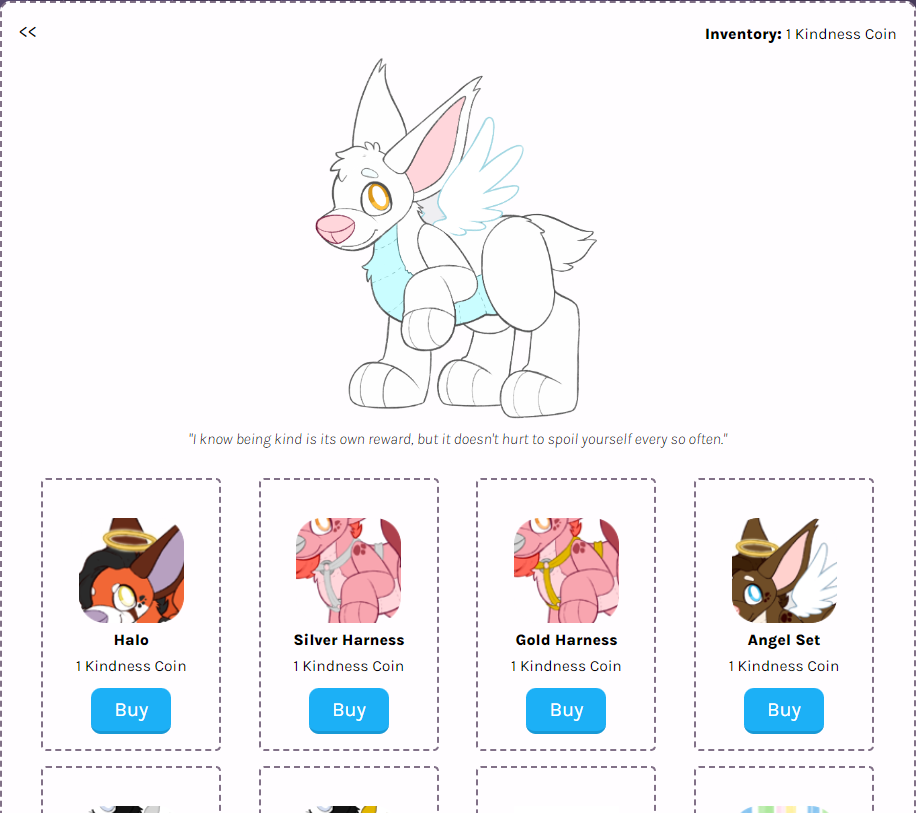 <<
Inventory: 1 Kindness Coin
"I know being kind is its own reward, but it doesn't hurt to spoil yourself every so often."
Halo
1 Kindness Coin
Buy
Silver Harness
1 Kindness Coin
Buy
Gold Harness
1 Kindness Coin
Buy
Angel Set
1 Kindness Coin
Buy